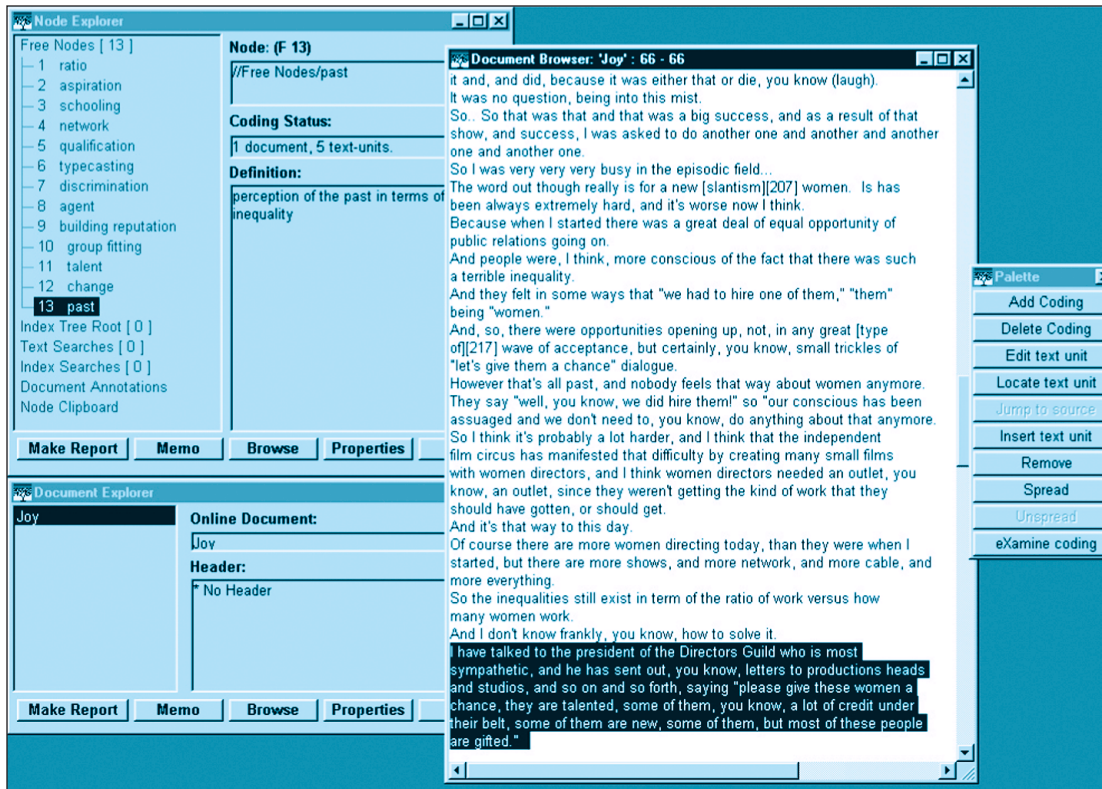 Node Explorer
Free Nodes [ 13 ]
1 ratio
2 aspiration
3 schooling
4 network
5 qualification
6 typecasting
7 discrimination
8 agent
9 building reputation
10 group fitting
11 talent
12 change
13 past
Index Tree Root [ 0 ]
Text Searches [ 0 ]
Index Searches [ 0 ]
Document Annotations
Node Clipboard
Node: (F 13)
//Free Nodes/past
Coding Status:
1 document, 5 text-units.
Definition:
perception of the past in terms of
inequality
Make Report Memo Browse Properties
Document Explorer
Joy
Online Document:
Joy
Header:
* No Header
Make Report Memo Browse Properties
Document Browser: 'Joy' : 66 - 66
it and, and did, because it was either that or die, you know (laugh).
It was no question, being into this mist.
So.. So that was that and that was a big success, and as a result of that
show, and success, I was asked to do another one and another and another
one and another one.
So I was very very very busy in the episodic field...
The word out though really is for a new [slantism][207] women. Is has
been always extremely hard, and it's worse now I think.
Because when I started there was a great deal of equal opportunity of
public relations going on.
And people were, I think, more conscious of the fact that there was such
a terrible inequality.
And they felt in some ways that "we had to hire one of them," "them"
being "women."
And, so, there were opportunities opening up, not, in any great [type
of][217] wave of acceptance, but certainly, you know, small trickles of
"let's give them a chance" dialogue.
However that's all past, and nobody feels that way about women anymore.
They say "well, you know, we did hire them!" so "our conscious has been
assuaged and we don't need to, you know, do anything about that anymore.
So I think it's probably a lot harder, and I think that the independent
film circus has manifested that difficulty by creating many small films
with women directors, and I think women directors needed an outlet, you
know, an outlet, since they weren't getting the kind of work that they
should have gotten, or should get.
And it's that way to this day.
Of course there are more women directing today, than they were when I
started, but there are more shows, and more network, and more cable, and
more everything.
So the inequalities still exist in term of the ratio of work versus how
many women work.
And I don't know frankly, you know, how to solve it.
I have talked to the president of the Directors Guild who is most
sympathetic, and he has sent out, you know, letters to productions heads
and studios, and so on and so forth, saying "please give these women a
chance, they are talented, some of them, you know, a lot of credit under
their belt, some of them are new, some of them, but most of these people
are gifted."
Palette
Add Coding
Delete Coding
Edit text unit
Locate text unit
Jump to source
Insert text unit
Remove
Spread
Unspread
eXamine coding